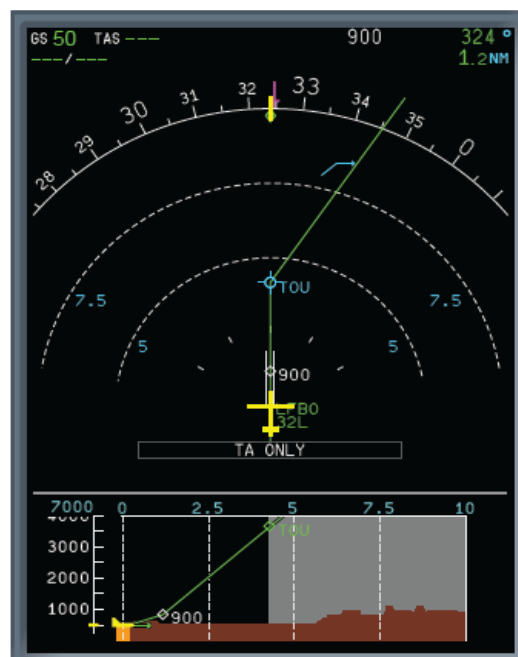 GS 50 TAS --- 900 324 °
---/--- 1.2NM
28 29 30 31 32 33 34 35 0
TOU
7.5 7.5
5 5
900
LFBO
32L
TA ONLY
7000 0 2.5 5 7.5 10
4000
TOU
3000
2000
1000
900